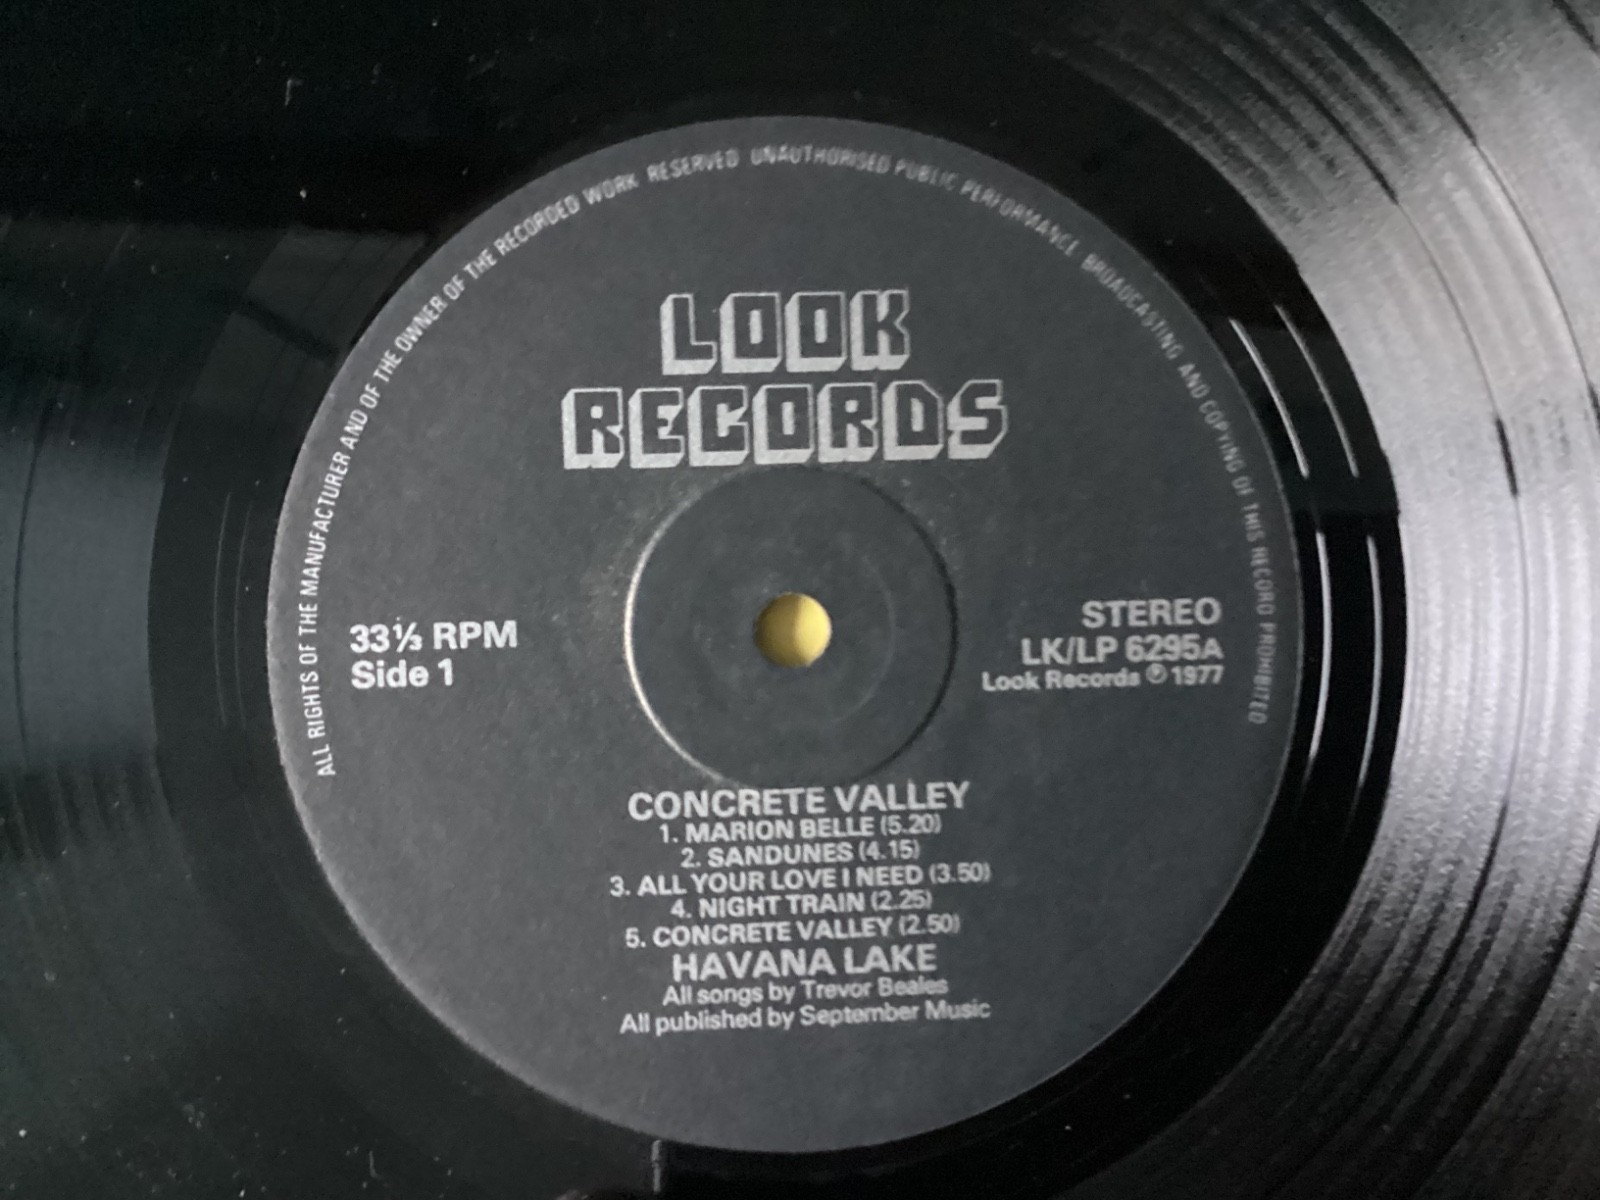 ALL RIGHTS OF THE MANUFACTURER AND OF THE OWNER OF THE RECORDED WORK RESERVED UNAUTHORISED PUBLIC PERFORMANCE BROADCASTING AND COPYING OF THIS RECORD PROHIBITED
LOOK
RECORDS
33⅓ RPM
Side 1
STEREO
LK/LP 6295A
Look Records ℗ 1977
CONCRETE VALLEY
1. MARION BELLE (5.20)
2. SANDUNES (4.15)
3. ALL YOUR LOVE I NEED (3.50)
4. NIGHT TRAIN (2.25)
5. CONCRETE VALLEY (2.50)
HAVANA LAKE
All songs by Trevor Beales
All published by September Music